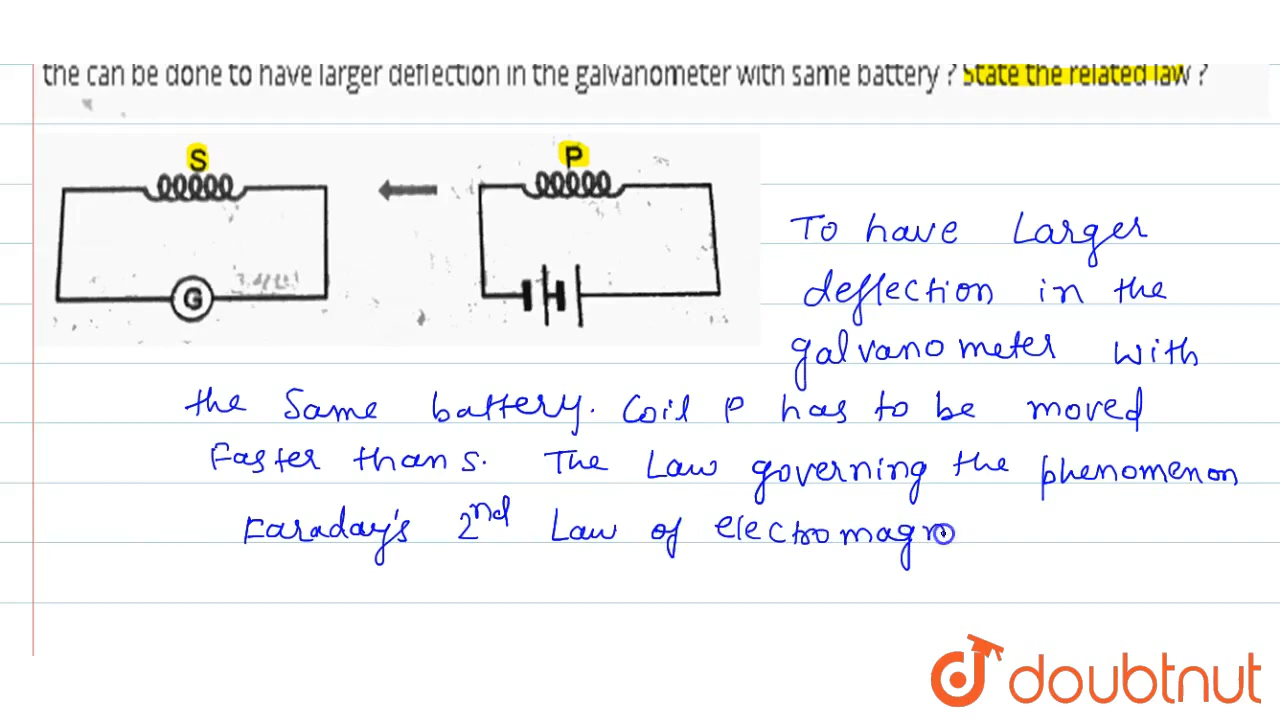 the can be done to have larger deflection in the galvanometer with same battery ? State the related law ?
S
P
G
To have Larger
deflection in the
galvanometer with
the same battery. Coil P has to be moved
Faster than S. The Law governing the phenomenon
Faraday's 2nd Law of electromagn
doubtnut